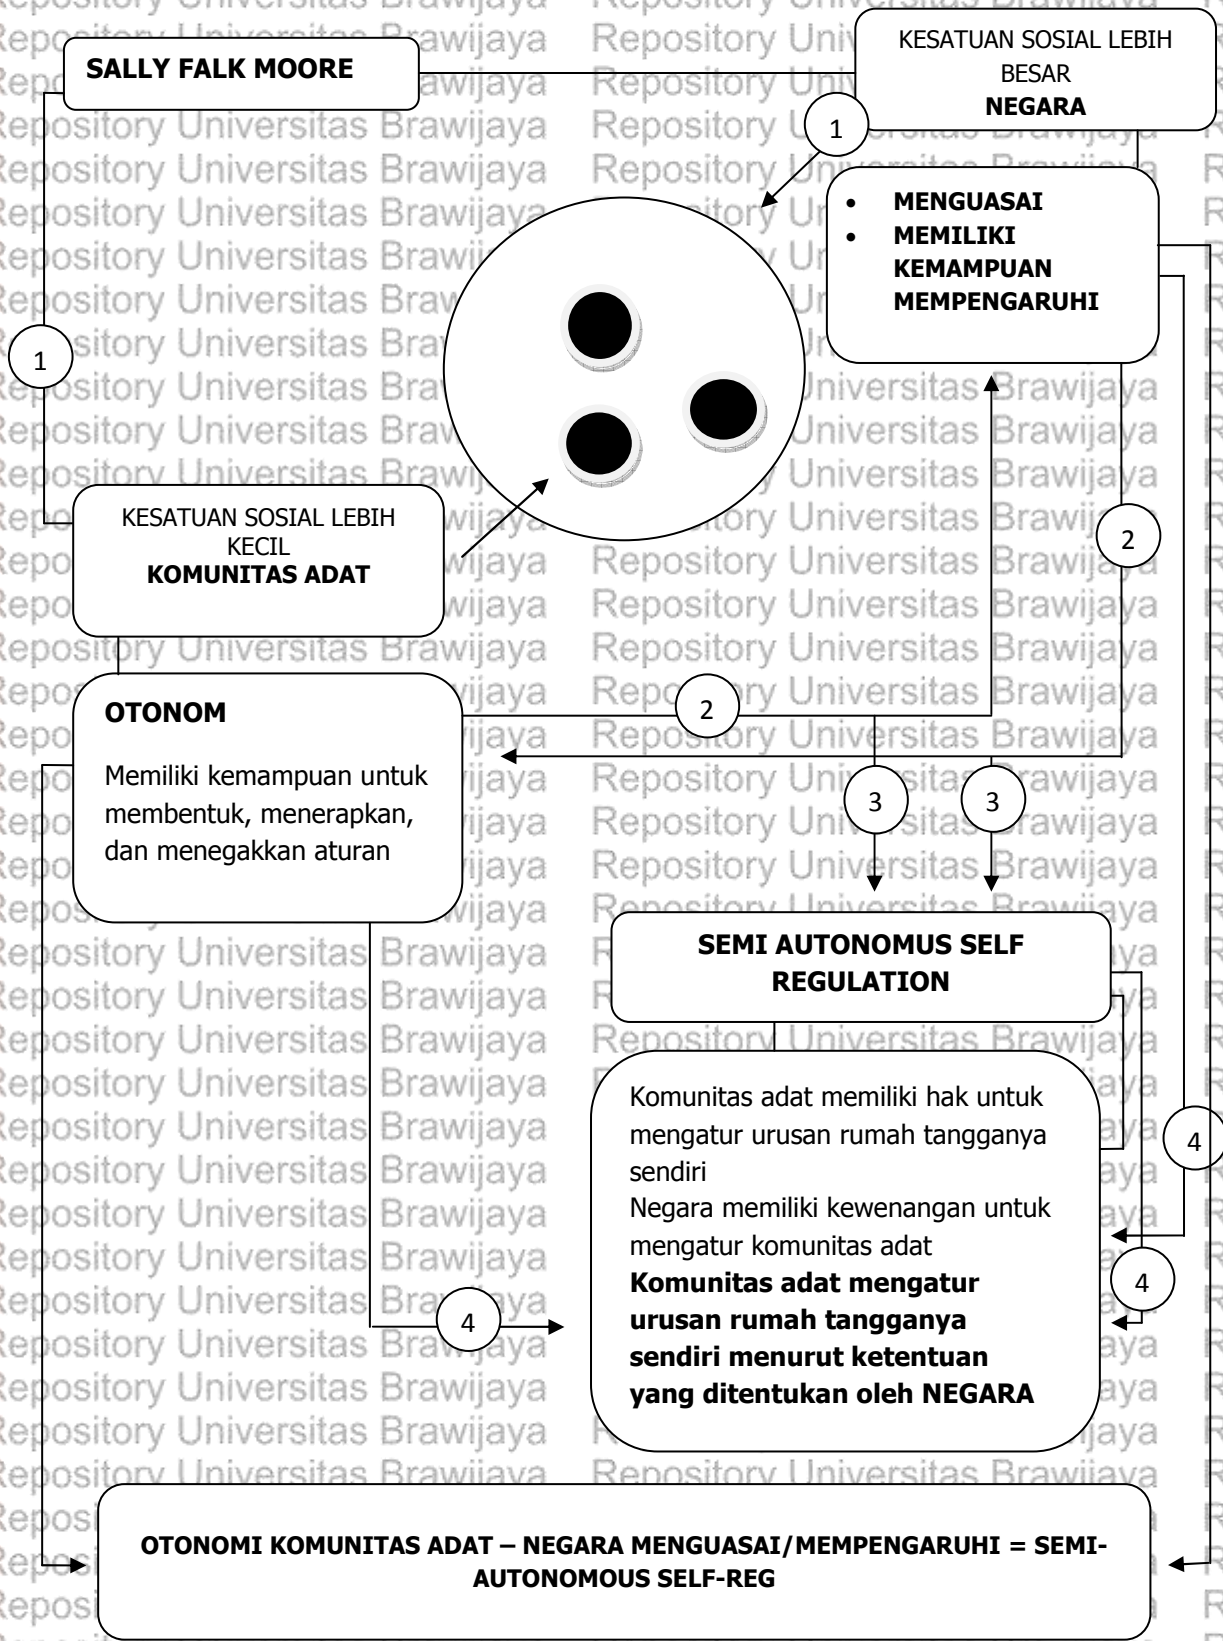 SALLY FALK MOORE
KESATUAN SOSIAL LEBIH
BESAR
NEGARA
1
• MENGUASAI
• MEMILIKI
KEMAMPUAN
MEMPENGARUHI
1
KESATUAN SOSIAL LEBIH
KECIL
KOMUNITAS ADAT
2
OTONOM
Memiliki kemampuan untuk
membentuk, menerapkan,
dan menegakkan aturan
2
3
3
SEMI AUTONOMUS SELF
REGULATION
Komunitas adat memiliki hak untuk
mengatur urusan rumah tangganya
sendiri
Negara memiliki kewenangan untuk
mengatur komunitas adat
Komunitas adat mengatur
urusan rumah tangganya
sendiri menurut ketentuan
yang ditentukan oleh NEGARA
4
4
4
OTONOMI KOMUNITAS ADAT – NEGARA MENGUASAI/MEMPENGARUHI = SEMI-
AUTONOMOUS SELF-REG
Repository Universitas Brawijaya